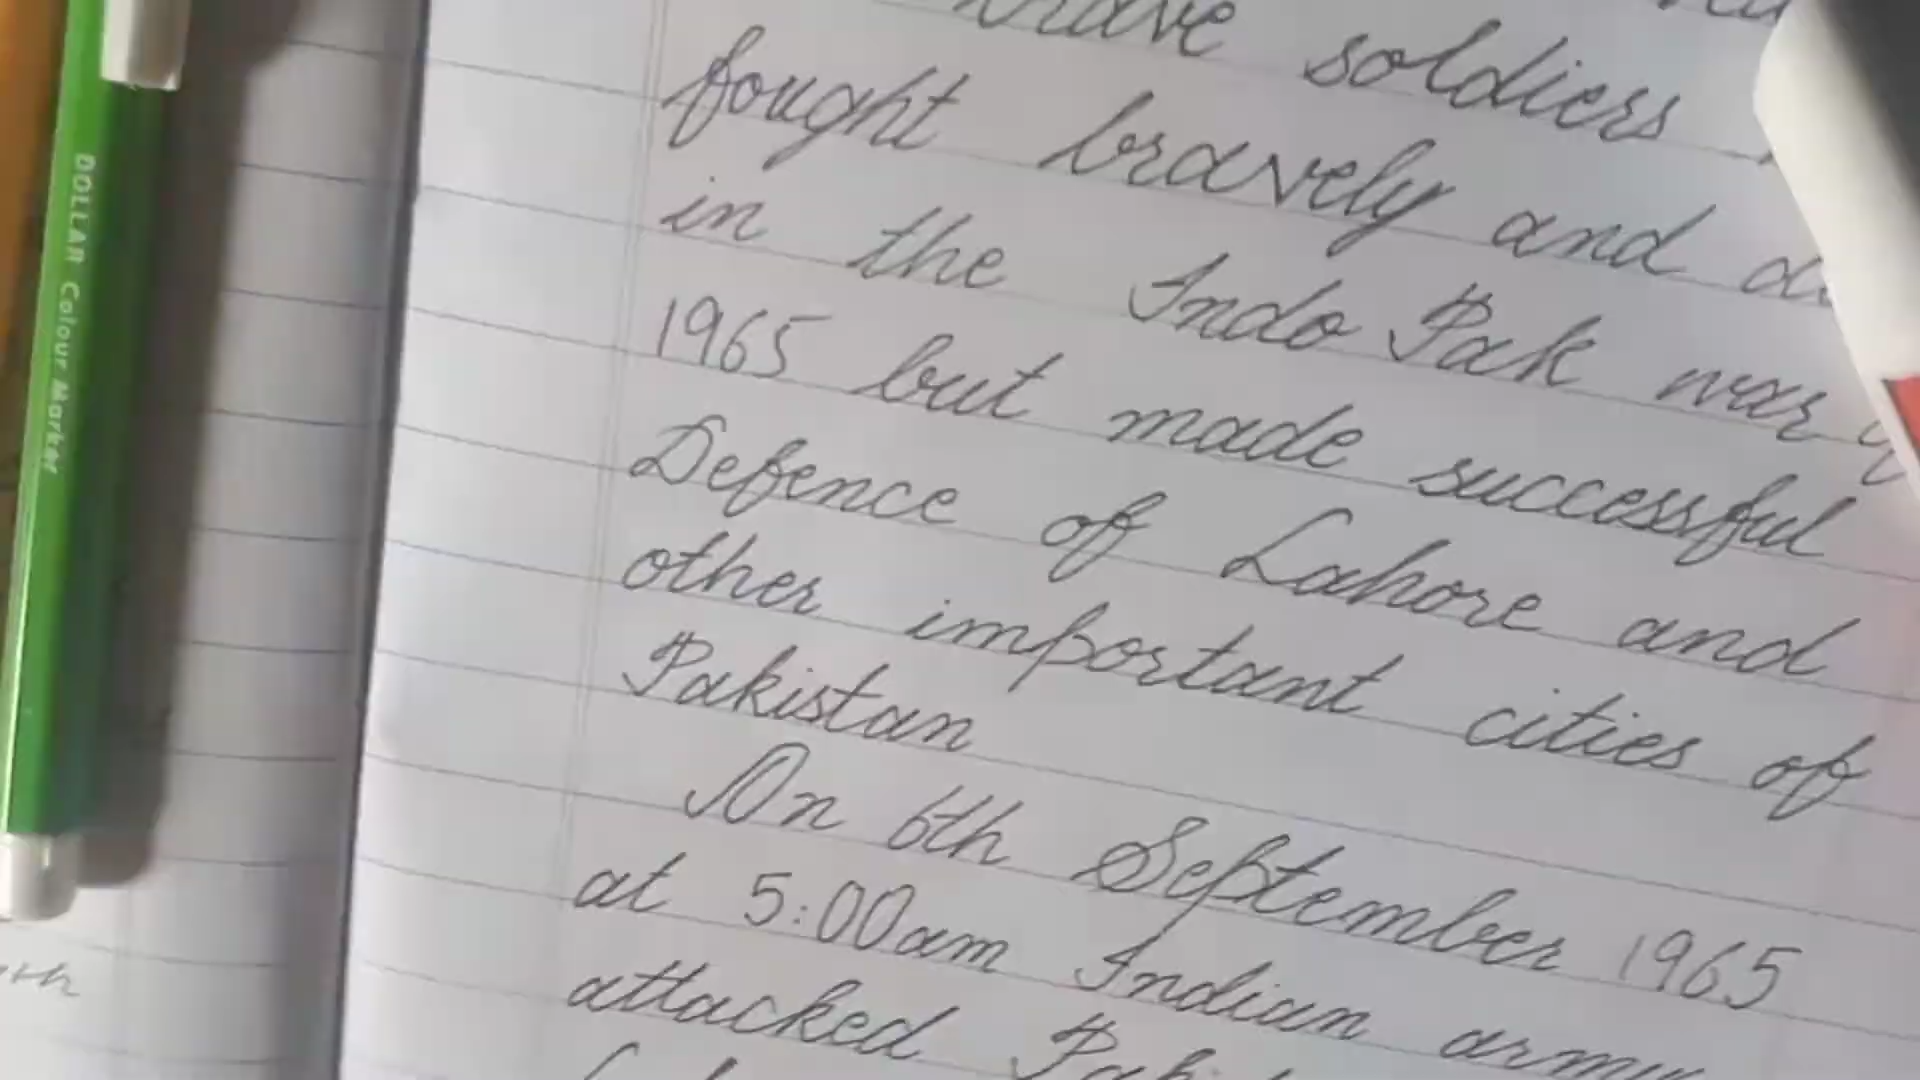 brave soldiers
fought bravely and
in the Indo Pak war
1965 but made successful
Defence of Lahore and
other important cities of
Pakistan
On 6th September 1965
at 5:00am Indian army
attacked
DOLLAR Colour Marker